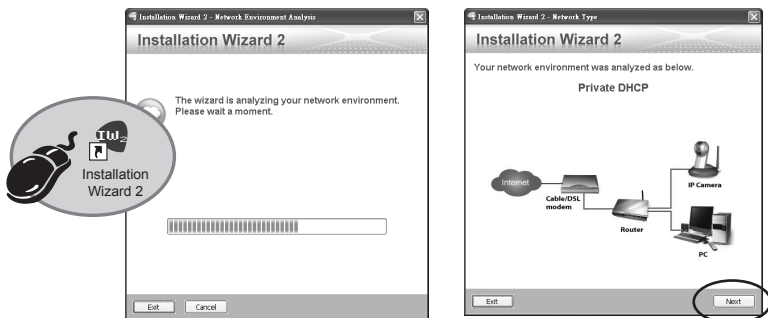 Installation Wizard 2 - Network Environment Analysis
Installation Wizard 2
The wizard is analyzing your network environment.
Please wait a moment.
IW2
Installation
Wizard 2
Exit
Cancel
Installation Wizard 2 - Network Type
Installation Wizard 2
Your network environment was analyzed as below.
Private DHCP
Internet
Cable/DSL
modem
Router
IP Camera
PC
Exit
Next